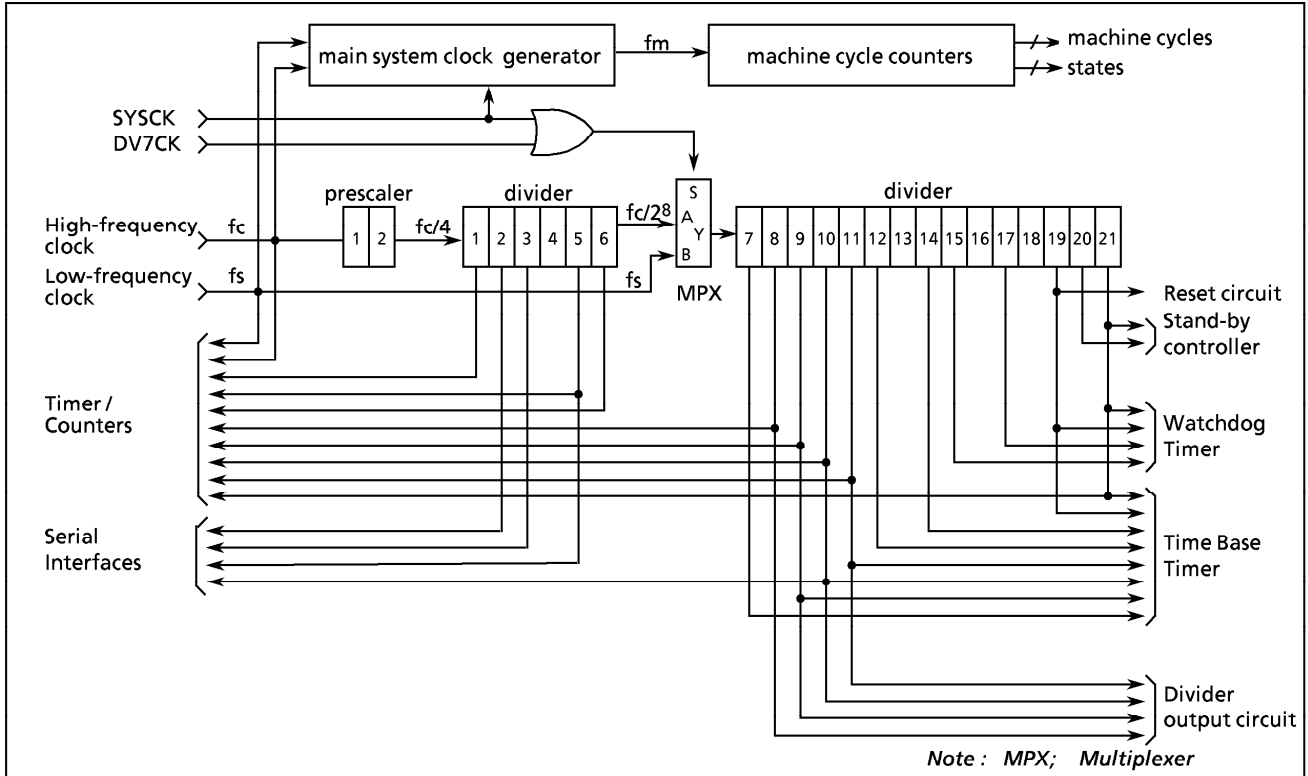 main system clock generator
fm
machine cycle counters
machine cycles
states
SYSCK
DV7CK
prescaler
divider
divider
High-frequency
clock
fc
1 2
fc/4
1 2 3 4 5 6
fc/2⁸
S
A
Y
B
MPX
7 8 9 10 11 12 13 14 15 16 17 18 19 20 21
Low-frequency
clock
fs
fs
Reset circuit
Stand-by
controller
Timer /
Counters
Watchdog
Timer
Serial
Interfaces
Time Base
Timer
Divider
output circuit
Note : MPX; Multiplexer